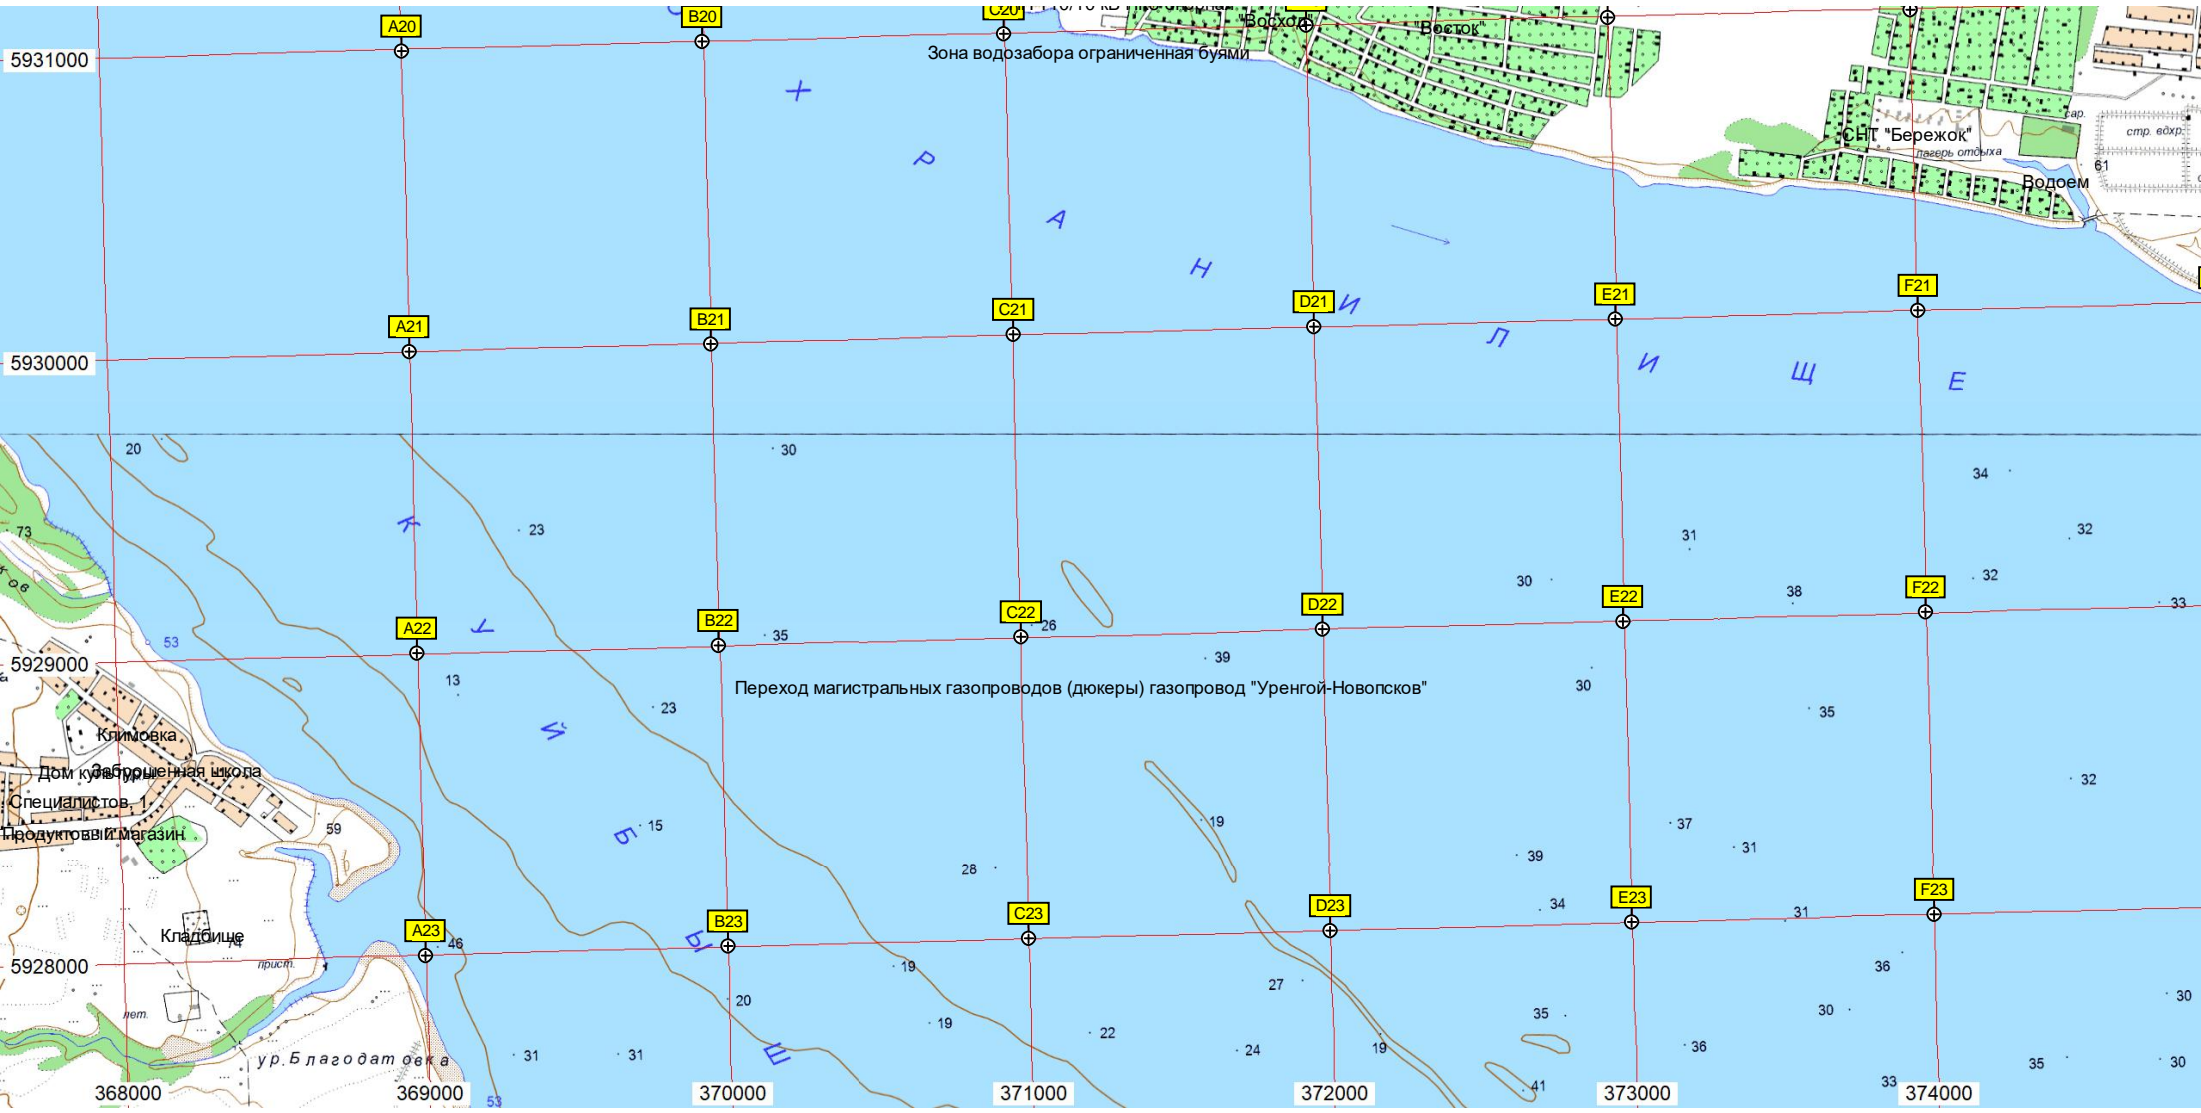 A20
B20
C20
"Восход"
"Восток"
5931000
Зона водозабора ограниченная буями
Х
Р
А
Н
И
Л
И
Щ
Е
сар.
стр. вдхр.
СНТ "Бережок"
лагерь отдыха
61
Водоем
A21
B21
C21
D21
E21
F21
5930000
20
30
34
73
К
23
31
32
30
32
38
33
53
У
A22
B22
C22
D22
E22
F22
35
26
39
5929000
13
30
Переход магистральных газопроводов (дюкеры) газопровод "Уренгой-Новопсков"
23
35
Й
Климовка
Дом культуры
Заброшенная школа
32
Специалистов, 1
Продуктовый магазин
59
Б
15
19
37
31
39
28
34
31
A23
B23
C23
D23
E23
F23
Кладбище
46
Ы
прист.
5928000
19
27
36
30
лет.
20
19
22
35
30
ур.Благодатовка
31
31
Ш
24
19
36
35
30
41
33
53
368000
369000
370000
371000
372000
373000
374000